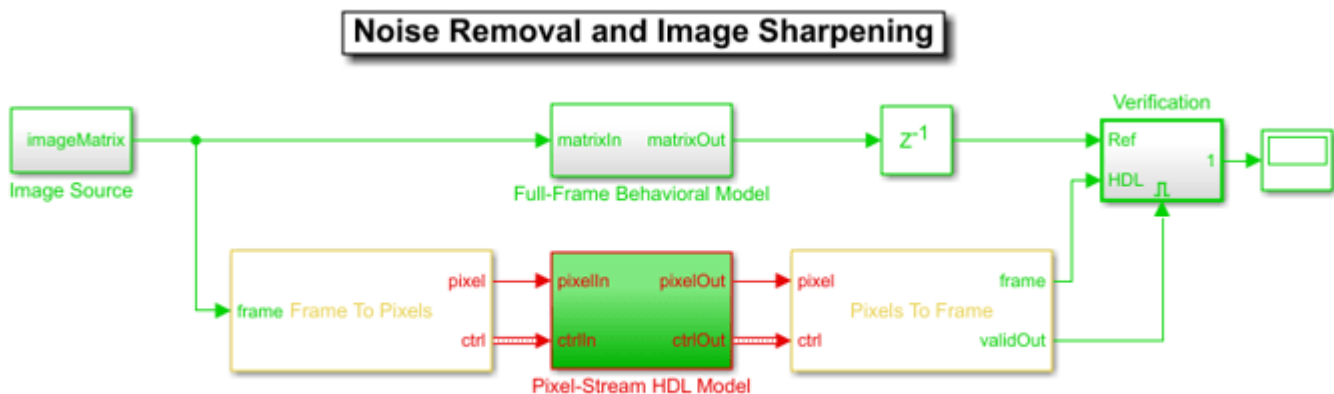 Noise Removal and Image Sharpening
Verification
imageMatrix
matrixIn
matrixOut
Z-1
Ref
HDL
1
Image Source
Full-Frame Behavioral Model
frame
Frame To Pixels
pixel
ctrl
pixelIn
pixelOut
ctrlIn
ctrlOut
pixel
ctrl
Pixels To Frame
frame
validOut
Pixel-Stream HDL Model